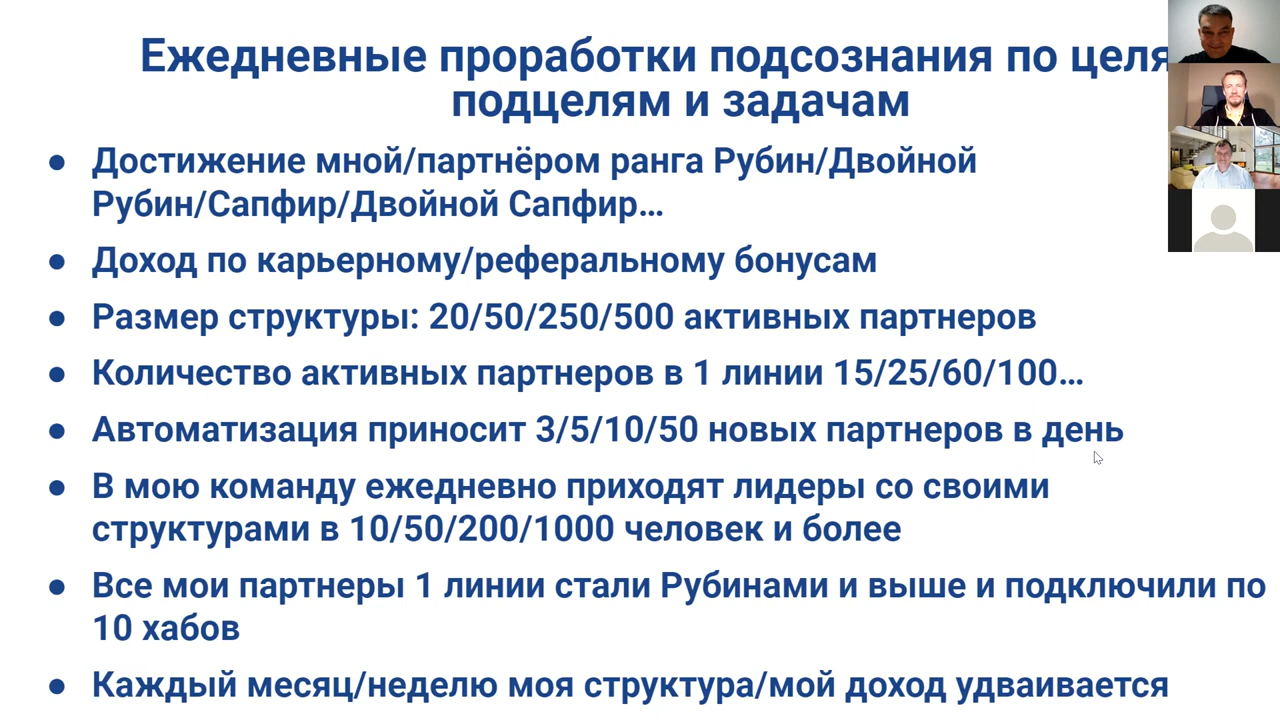 Ежедневные проработки подсознания по целя
подцелям и задачам
● Достижение мной/партнёром ранга Рубин/Двойной
Рубин/Сапфир/Двойной Сапфир...
● Доход по карьерному/реферальному бонусам
● Размер структуры: 20/50/250/500 активных партнеров
● Количество активных партнеров в 1 линии 15/25/60/100...
● Автоматизация приносит 3/5/10/50 новых партнеров в день
● В мою команду ежедневно приходят лидеры со своими
структурами в 10/50/200/1000 человек и более
● Все мои партнеры 1 линии стали Рубинами и выше и подключили по
10 хабов
● Каждый месяц/неделю моя структура/мой доход удваивается